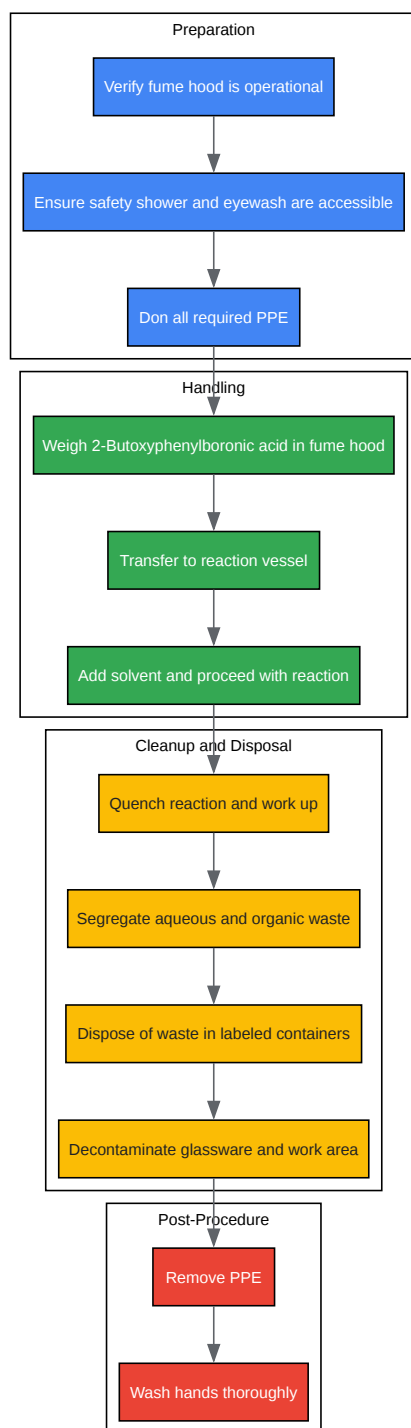 Preparation
Verify fume hood is operational
Ensure safety shower and eyewash are accessible
Don all required PPE
Handling
Weigh 2-Butoxyphenylboronic acid in fume hood
Transfer to reaction vessel
Add solvent and proceed with reaction
Cleanup and Disposal
Quench reaction and work up
Segregate aqueous and organic waste
Dispose of waste in labeled containers
Decontaminate glassware and work area
Post-Procedure
Remove PPE
Wash hands thoroughly